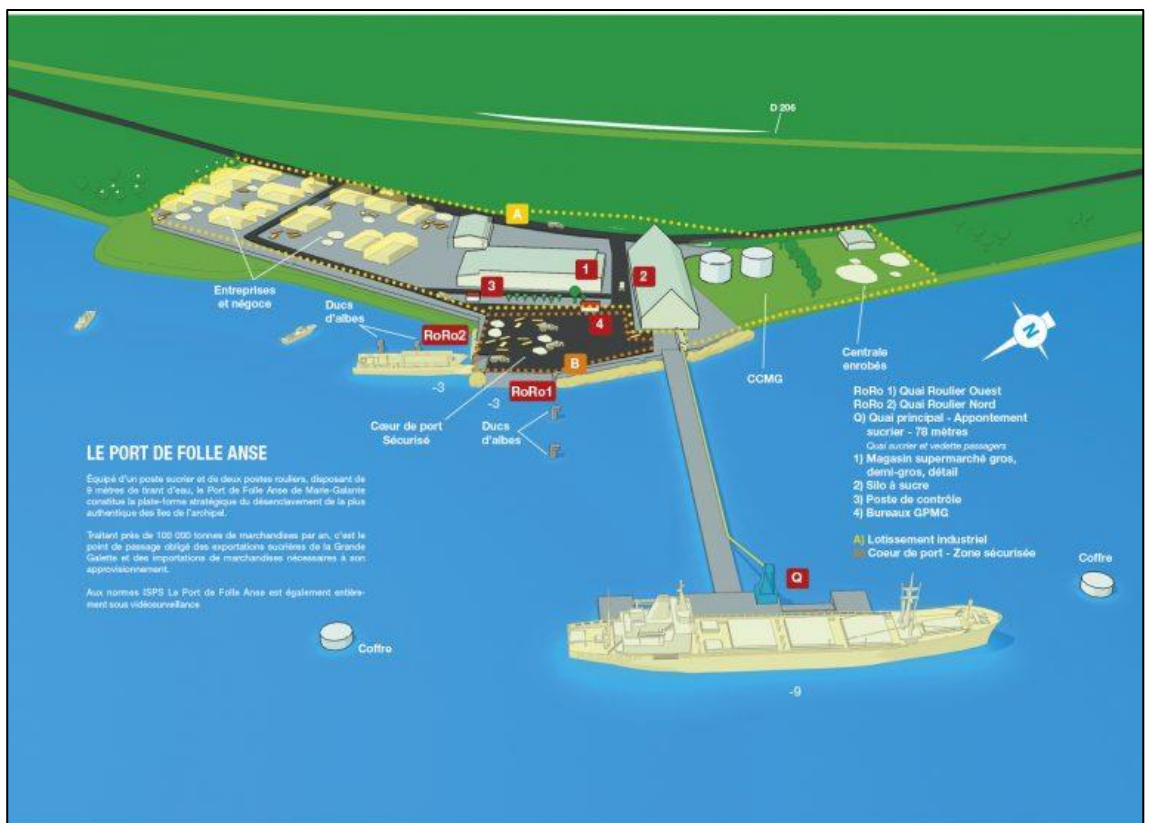 D 206
A
1
2
3
4
Entreprises
et négoce
Ducs
d'albes
RoRo2
B
-3
-3
RoRo1
CCMG
Centrale
enrobés
N
Cœur de port
Sécurisé
Ducs
d'albes
LE PORT DE FOLLE ANSE
Équipé d'un poste sucrier et de deux postes rouliers, disposant de
9 mètres de tirant d'eau, le Port de Folle Anse de Marie-Galante
constitue la plate-forme stratégique du désenclavement de la plus
authentique des îles de l'archipel.
Traitant près de 100 000 tonnes de marchandises par an, c'est le
point de passage obligé des exportations sucrières de la Grande
Galette et des importations de marchandises nécessaires à son
approvisionnement.
Aux normes ISPS Le Port de Folle Anse est également entière-
ment sous vidéosurveillance
RoRo 1) Quai Roulier Ouest
RoRo 2) Quai Roulier Nord
Q) Quai principal - Appontement
sucrier - 78 mètres
Quai sucrier et vedette passagers
1) Magasin supermarché gros,
demi-gros, détail
2) Silo à sucre
3) Poste de contrôle
4) Bureaux GPMG
A) Lotissement industriel
B) Coeur de port - Zone sécurisée
Q
Coffre
Coffre
-9